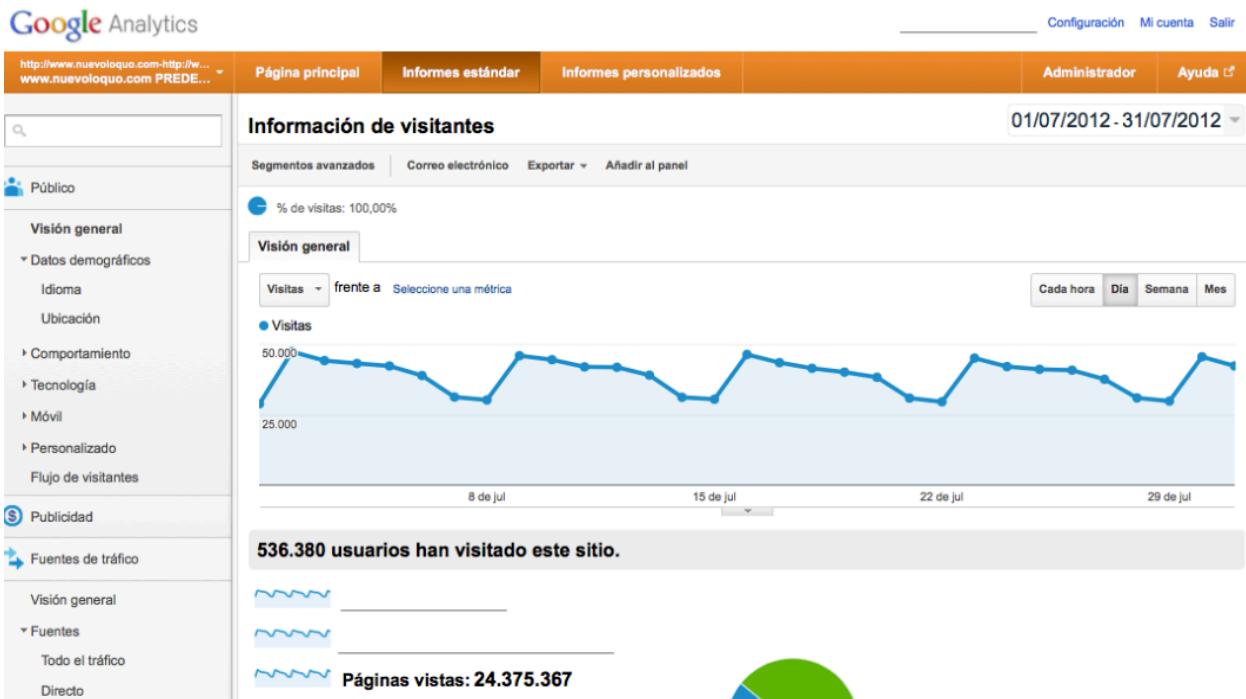 Google Analytics
Configuración Mi cuenta Salir
http://www.nuevoloquo.com-http://w...
www.nuevoloquo.com PREDE...
Página principal Informes estándar Informes personalizados Administrador Ayuda
Información de visitantes
01/07/2012 - 31/07/2012
Segmentos avanzados Correo electrónico Exportar Añadir al panel
Público
% de visitas: 100,00%
Visión general
Visión general
Datos demográficos
Idioma
Ubicación
Comportamiento
Tecnología
Móvil
Personalizado
Flujo de visitantes
Publicidad
Fuentes de tráfico
Visión general
Fuentes
Todo el tráfico
Directo
Visitas frente a Seleccione una métrica
Cada hora Día Semana Mes
Visitas
50.000
25.000
8 de jul 15 de jul 22 de jul 29 de jul
536.380 usuarios han visitado este sitio.
Páginas vistas: 24.375.367